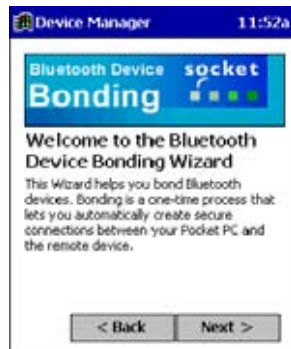 Device Manager 11:52a
Bluetooth Device socket
Bonding
Welcome to the Bluetooth
Device Bonding Wizard
This Wizard helps you bond Bluetooth
devices. Bonding is a one-time process that
lets you automatically create secure
connections between your Pocket PC and
the remote device.
< Back Next >